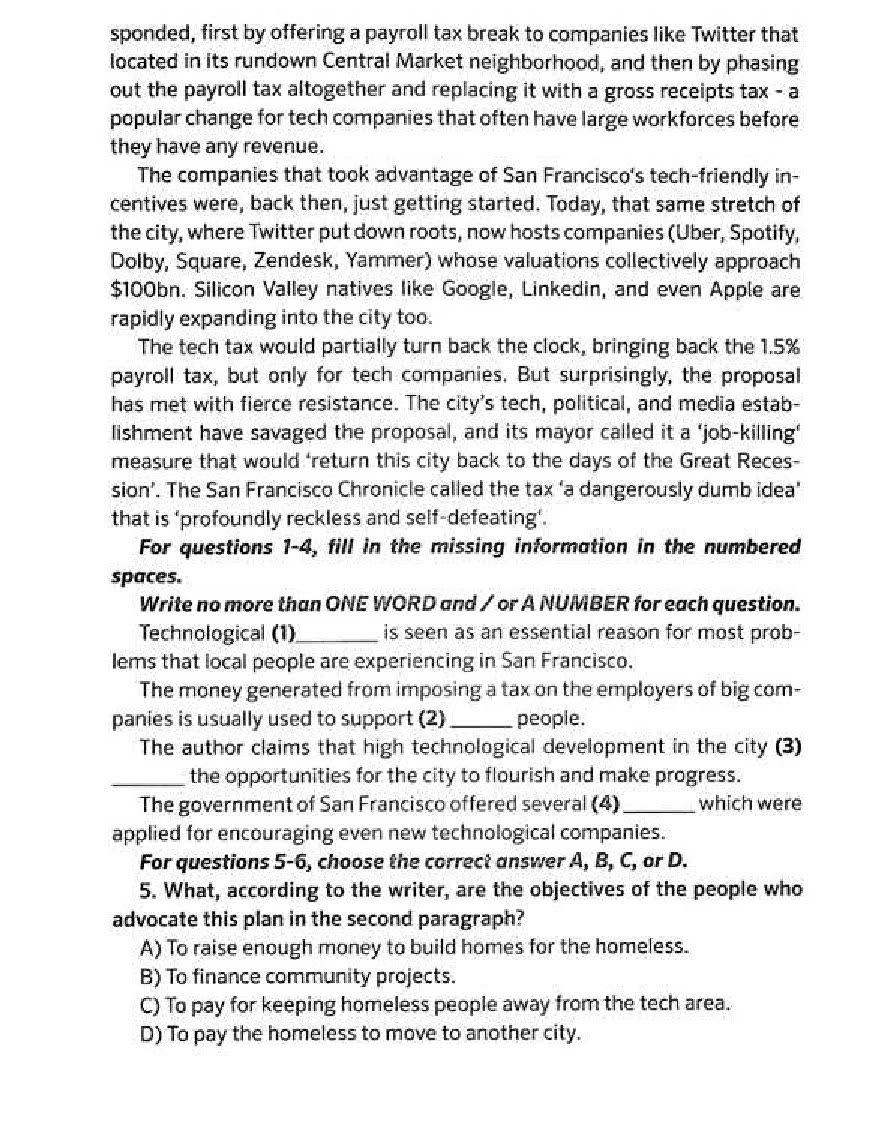 sponded, first by offering a payroll tax break to companies like Twitter that
located in its rundown Central Market neighborhood, and then by phasing
out the payroll tax altogether and replacing it with a gross receipts tax - a
popular change for tech companies that often have large workforces before
they have any revenue.
The companies that took advantage of San Francisco's tech-friendly in-
centives were, back then, just getting started. Today, that same stretch of
the city, where Twitter put down roots, now hosts companies (Uber, Spotify,
Dolby, Square, Zendesk, Yammer) whose valuations collectively approach
$100bn. Silicon Valley natives like Google, Linkedin, and even Apple are
rapidly expanding into the city too.
The tech tax would partially turn back the clock, bringing back the 1.5%
payroll tax, but only for tech companies. But surprisingly, the proposal
has met with fierce resistance. The city's tech, political, and media estab-
lishment have savaged the proposal, and its mayor called it a 'job-killing'
measure that would 'return this city back to the days of the Great Reces-
sion'. The San Francisco Chronicle called the tax 'a dangerously dumb idea'
that is 'profoundly reckless and self-defeating'.
For questions 1-4, fill in the missing information in the numbered
spaces.
Write no more than ONE WORD and / or A NUMBER for each question.
Technological (1)________ is seen as an essential reason for most prob-
lems that local people are experiencing in San Francisco.
The money generated from imposing a tax on the employers of big com-
panies is usually used to support (2) ______ people.
The author claims that high technological development in the city (3)
_______ the opportunities for the city to flourish and make progress.
The government of San Francisco offered several (4)_______ which were
applied for encouraging even new technological companies.
For questions 5-6, choose the correct answer A, B, C, or D.
5. What, according to the writer, are the objectives of the people who
advocate this plan in the second paragraph?
A) To raise enough money to build homes for the homeless.
B) To finance community projects.
C) To pay for keeping homeless people away from the tech area.
D) To pay the homeless to move to another city.